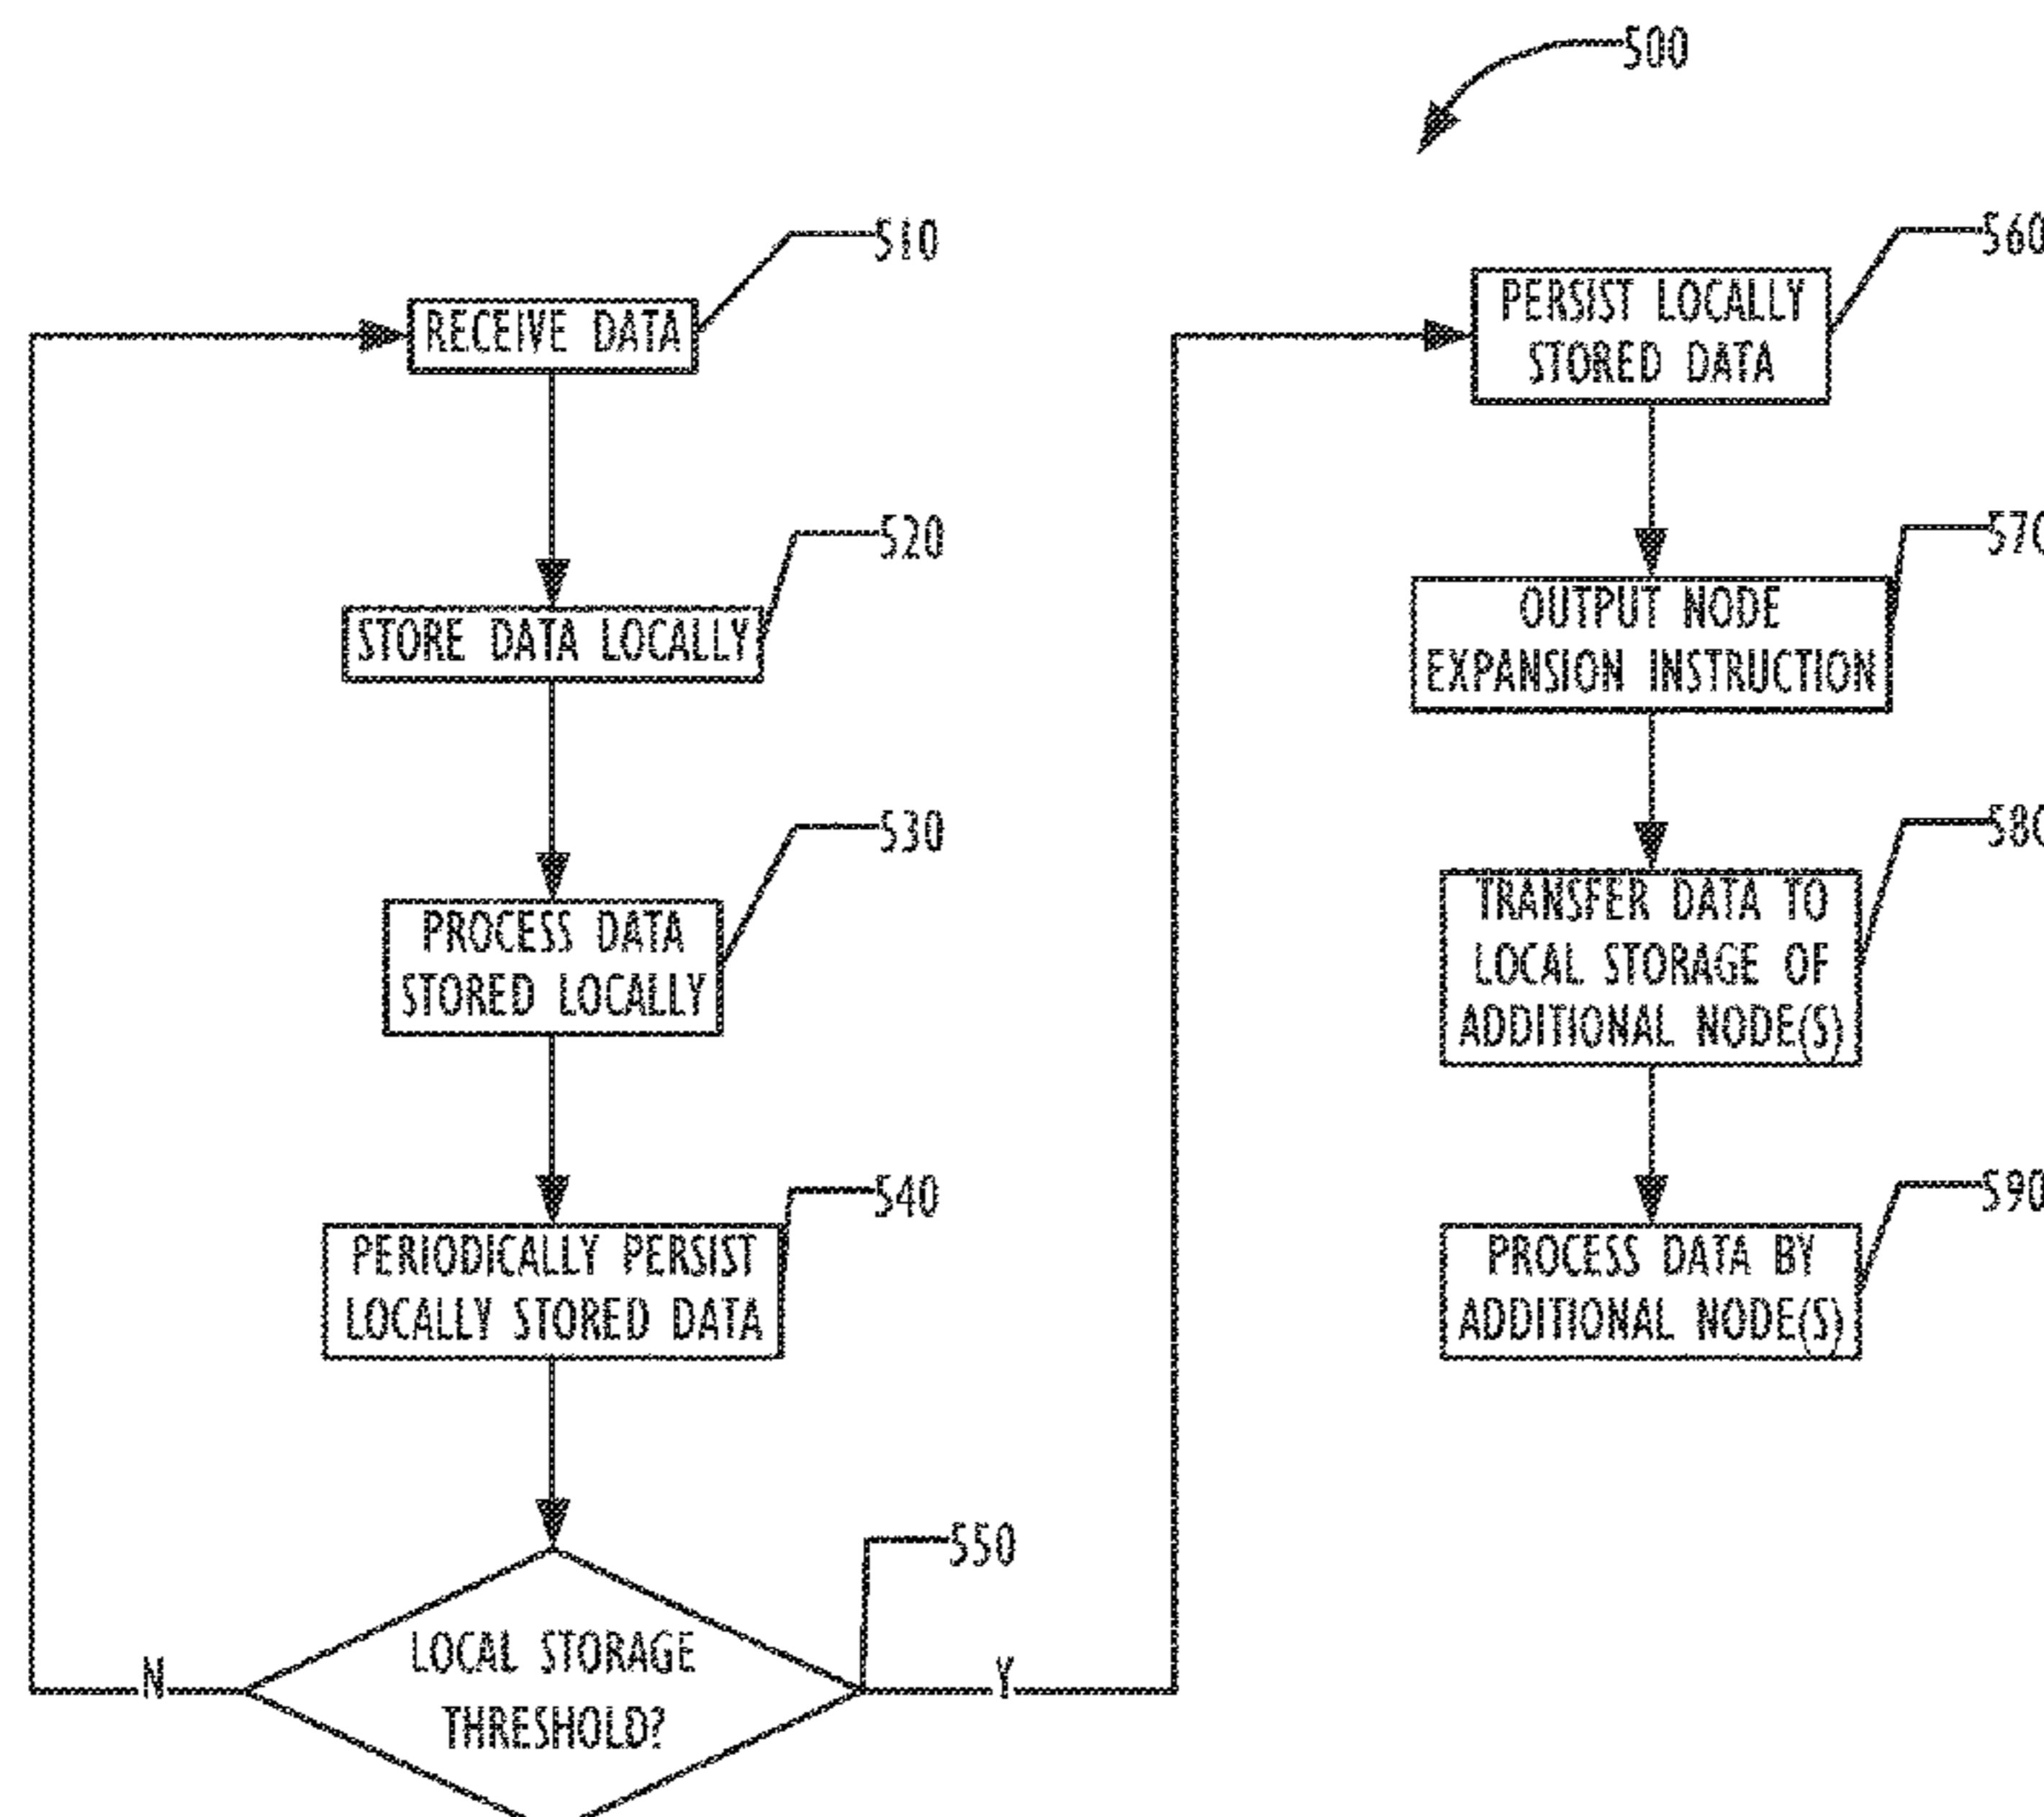 500
510
RECEIVE DATA
520
STORE DATA LOCALLY
530
PROCESS DATA
STORED LOCALLY
540
PERIODICALLY PERSIST
LOCALLY STORED DATA
550
LOCAL STORAGE
THRESHOLD?
N
Y
560
PERSIST LOCALLY
STORED DATA
570
OUTPUT NODE
EXPANSION INSTRUCTION
580
TRANSFER DATA TO
LOCAL STORAGE OF
ADDITIONAL NODE(S)
590
PROCESS DATA BY
ADDITIONAL NODE(S)